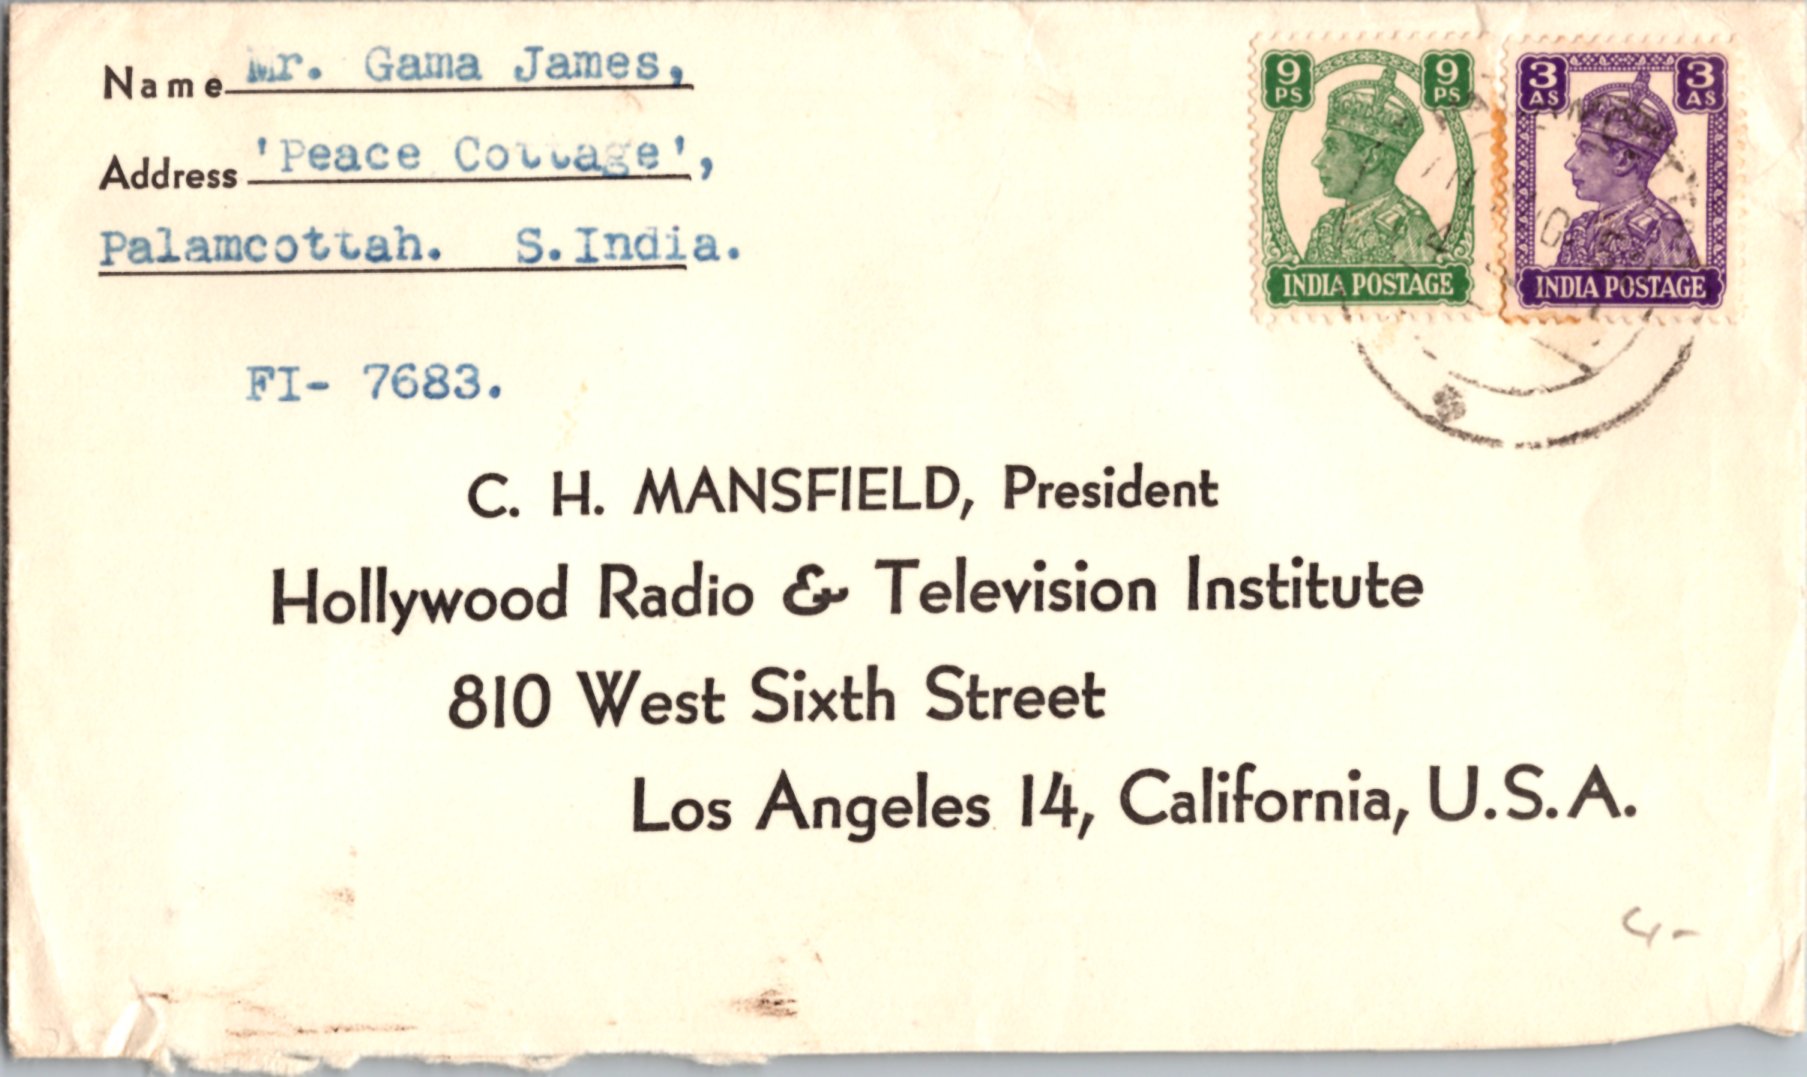 Name Mr. Gama James,
Address 'Peace Cottage',
Palamcottah. S.India.
FI- 7683.
9 PS 9 PS
INDIA POSTAGE
3 AS 3 AS
INDIA POSTAGE
C. H. MANSFIELD, President
Hollywood Radio & Television Institute
810 West Sixth Street
Los Angeles 14, California, U.S.A.